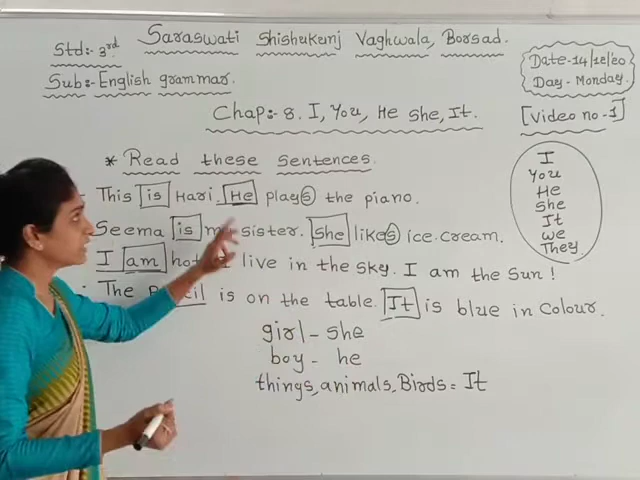 Std:- 3rd
Saraswati Shishukunj Vaghwala, Borsad.
Sub:- English grammar.
Date-14/12/20
Day-Monday.
Chap:-8. I, You, He She, It.
[Video no-1]
* Read these sentences.
This is Hari. He plays the piano.
Seema is my sister. She likes ice.cream.
I am hot. I live in the sky. I am the Sun!
The pencil is on the table. It is blue in colour.
I
You
He
She
It
We
They
girl - she
boy - he
things, animals, Birds = It